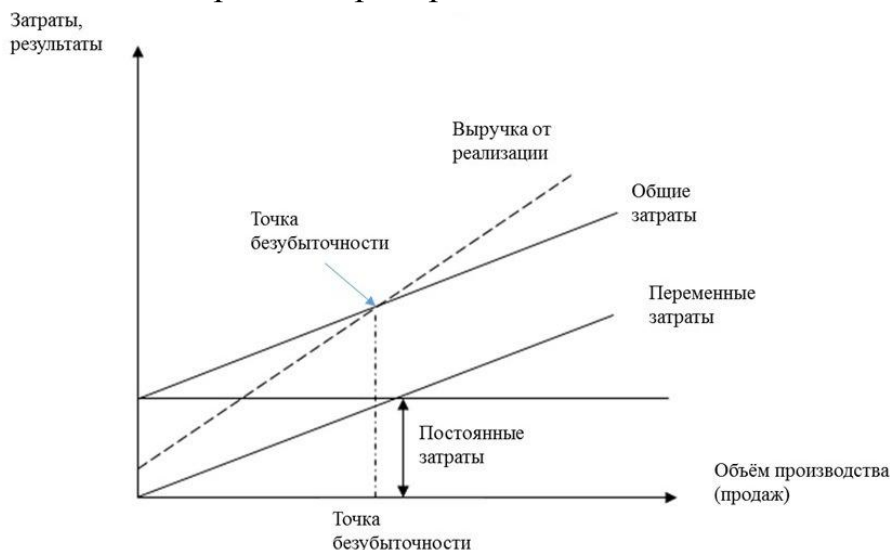 Затраты,
результаты
Выручка от
реализации
Общие
затраты
Точка
безубыточности
Переменные
затраты
Постоянные
затраты
Объём производства
(продаж)
Точка
безубыточности